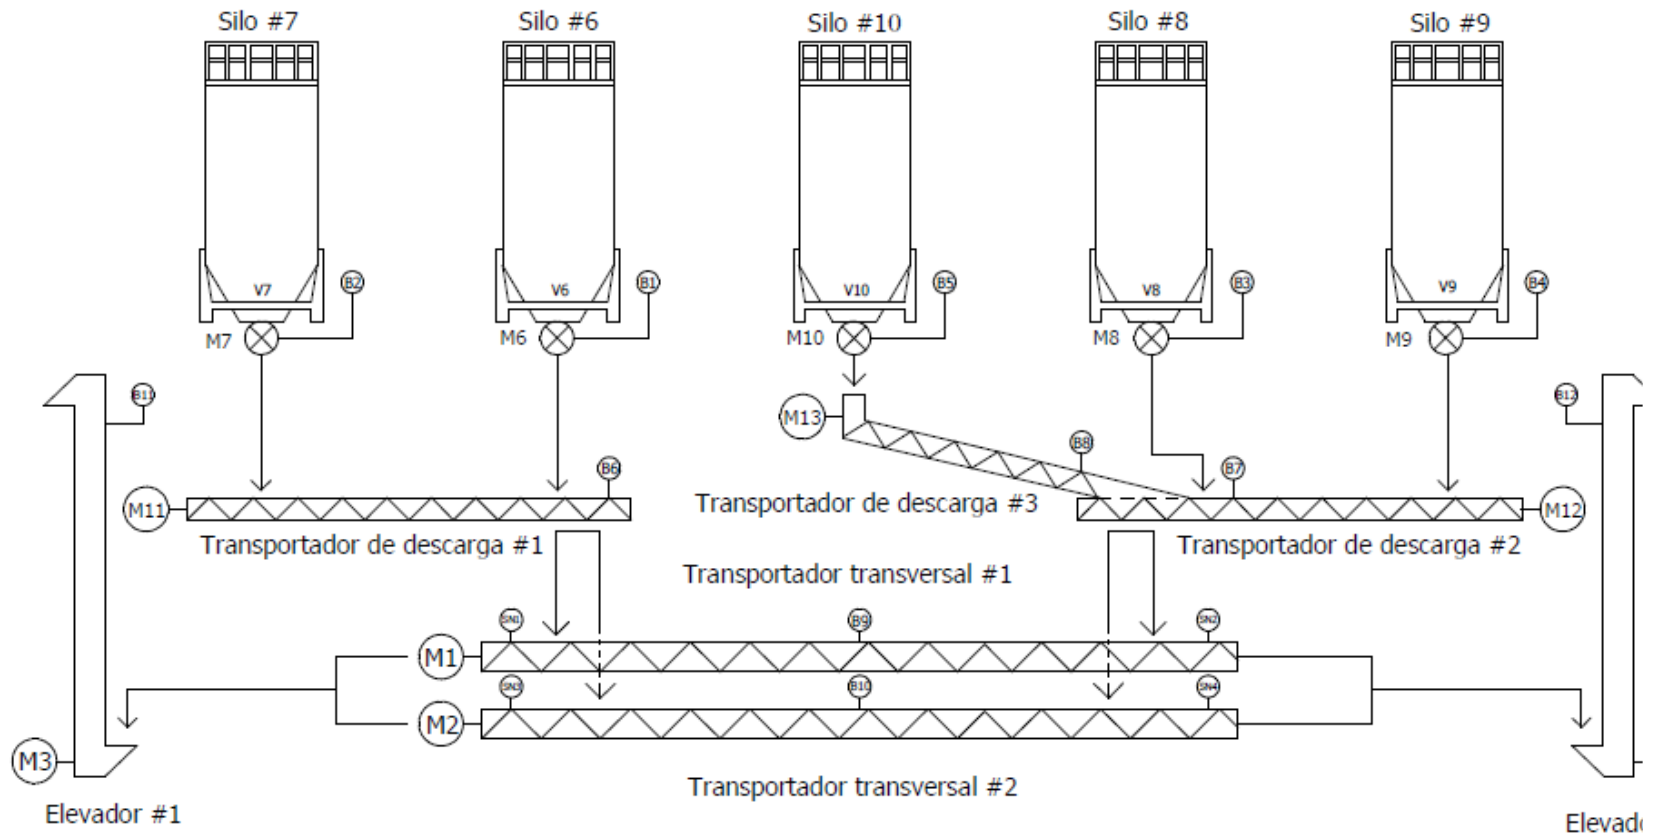 Silo #7 Silo #6 Silo #10 Silo #8 Silo #9
V7 B2 V6 B1 V10 B5 V8 B3 V9 B4
M7 M6 M10 M8 M9
B11 B12
M13 B8
B6 B7
M11 Transportador de descarga #3 M12
Transportador de descarga #1 Transportador de descarga #2
Transportador transversal #1
SN1 B9 SN2
M1
SN3 B10 SN4
M2
M3
Transportador transversal #2
Elevador #1